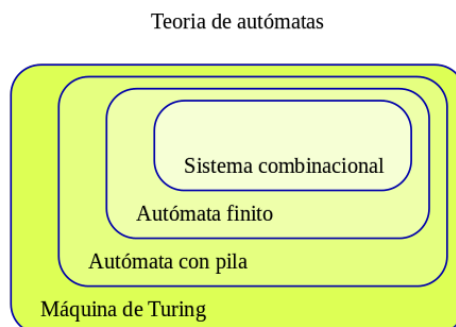 Teoria de autómatas
Sistema combinacional
Autómata finito
Autómata con pila
Máquina de Turing